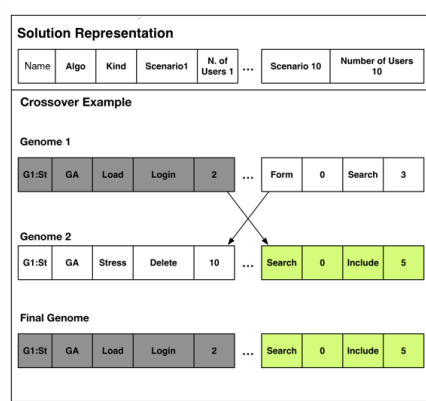 Solution Representation
Name Algo Kind Scenario1 N. of Users 1 ... Scenario 10 Number of Users 10
Crossover Example
Genome 1
G1:St GA Load Login 2 ... Form 0 Search 3
Genome 2
G1:St GA Stress Delete 10 ... Search 0 Include 5
Final Genome
G1:St GA Load Login 2 ... Search 0 Include 5